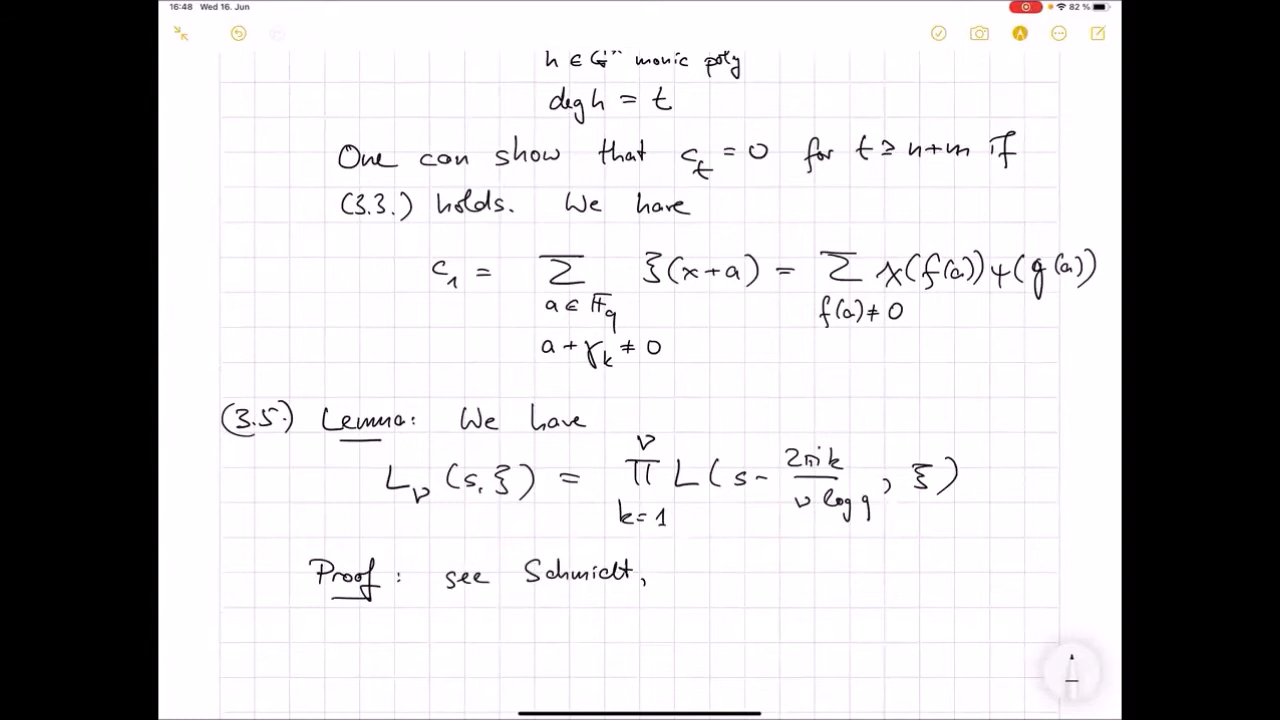 16:48 Wed 16. Jun 82 %
h ∈ G'' monic poly
deg h = t
One can show that c_t = 0 for t ≥ n+m if
(3.3.) holds. We have
c_1 = ∑ ξ(x+a) = ∑ χ(f(a)) ψ(g(a))
a ∈ F_q f(a) ≠ 0
a + γ_k ≠ 0
(3.5.) Lemma: We have
L_ν (s, ξ) = ∏_{k=1}^{ν} L(s - 2πik / ν log q, ξ)
Proof: see Schmidt,